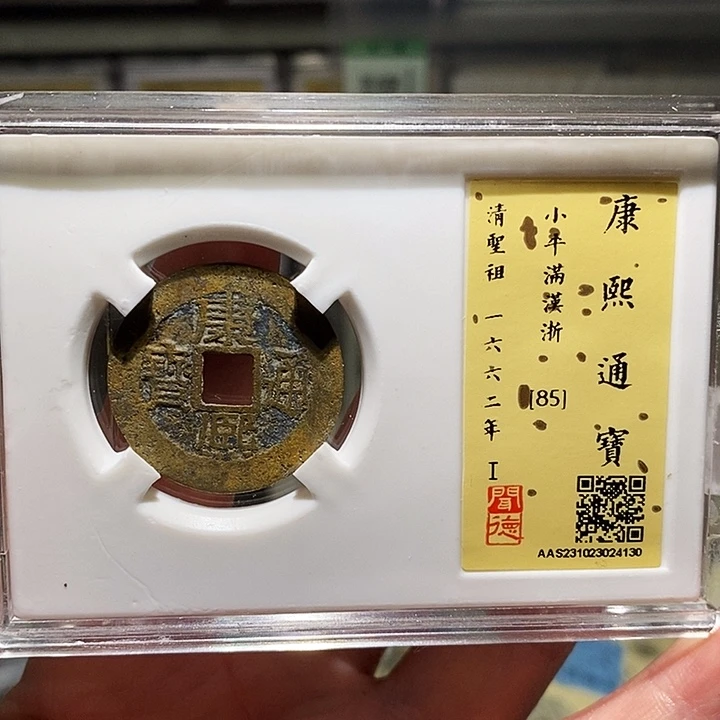 康熙通寶
康熙通寶
小平滿漢浙
[85]
清聖祖 一六六二年 I
聞德
AAS231023024130